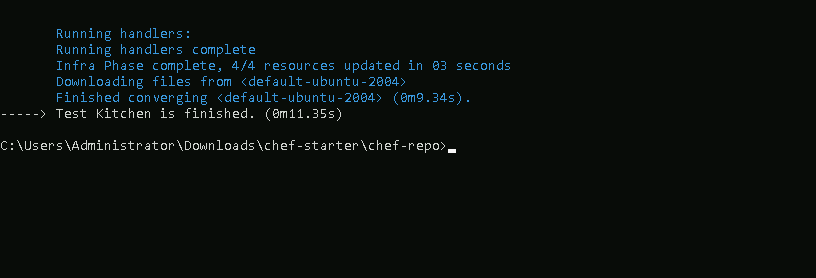 Running handlers:
Running handlers complete
Infra Phase complete, 4/4 resources updated in 03 seconds
Downloading files from <default-ubuntu-2004>
Finished converging <default-ubuntu-2004> (0m9.34s).
-----> Test Kitchen is finished. (0m11.35s)
C:\Users\Administrator\Downloads\chef-starter\chef-repo>